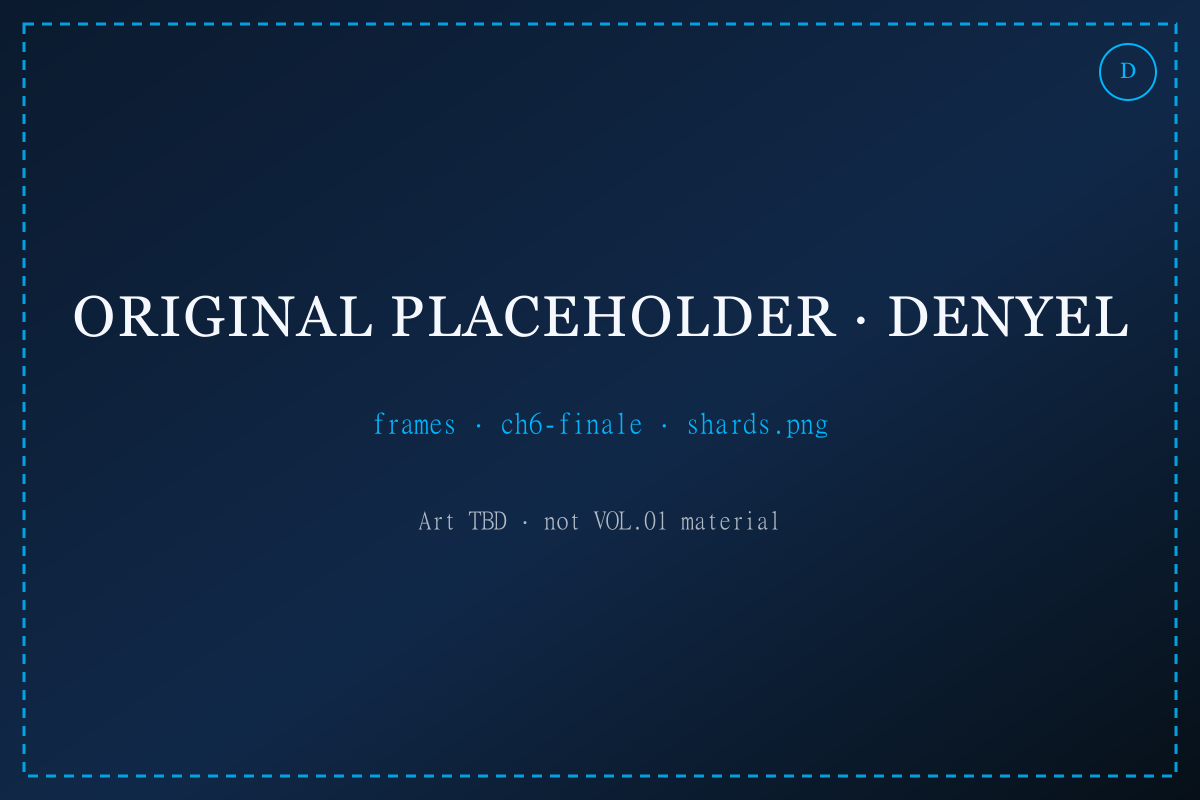 D
ORIGINAL PLACEHOLDER · DENYEL
frames · ch6-finale · shards.png
Art TBD · not VOL.01 material